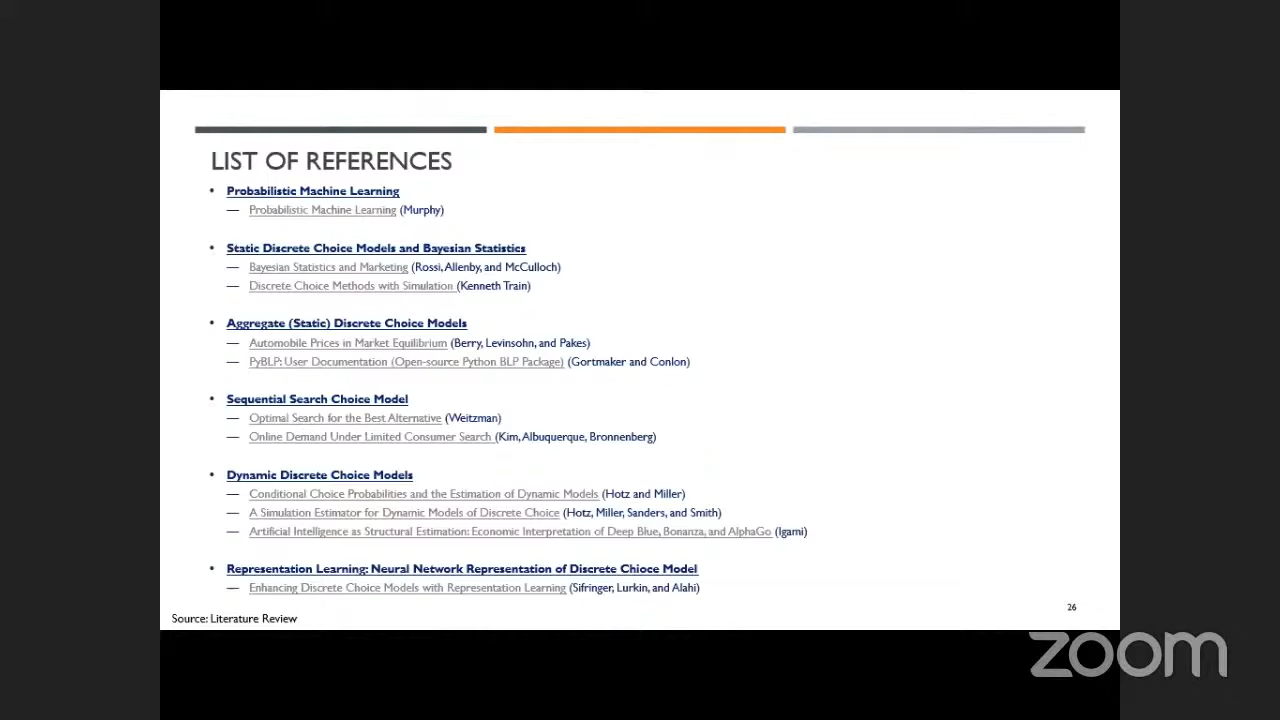 LIST OF REFERENCES
• Probabilistic Machine Learning
— Probabilistic Machine Learning (Murphy)
• Static Discrete Choice Models and Bayesian Statistics
— Bayesian Statistics and Marketing (Rossi, Allenby, and McCulloch)
— Discrete Choice Methods with Simulation (Kenneth Train)
• Aggregate (Static) Discrete Choice Models
— Automobile Prices in Market Equilibrium (Berry, Levinsohn, and Pakes)
— PyBLP: User Documentation (Open-source Python BLP Package) (Gortmaker and Conlon)
• Sequential Search Choice Model
— Optimal Search for the Best Alternative (Weitzman)
— Online Demand Under Limited Consumer Search (Kim, Albuquerque, Bronnenberg)
• Dynamic Discrete Choice Models
— Conditional Choice Probabilities and the Estimation of Dynamic Models (Hotz and Miller)
— A Simulation Estimator for Dynamic Models of Discrete Choice (Hotz, Miller, Sanders, and Smith)
— Artificial Intelligence as Structural Estimation: Economic Interpretation of Deep Blue, Bonanza, and AlphaGo (Igami)
• Representation Learning: Neural Network Representation of Discrete Chioce Model
— Enhancing Discrete Choice Models with Representation Learning (Sifringer, Lurkin, and Alahi)
26
Source: Literature Review
zoom